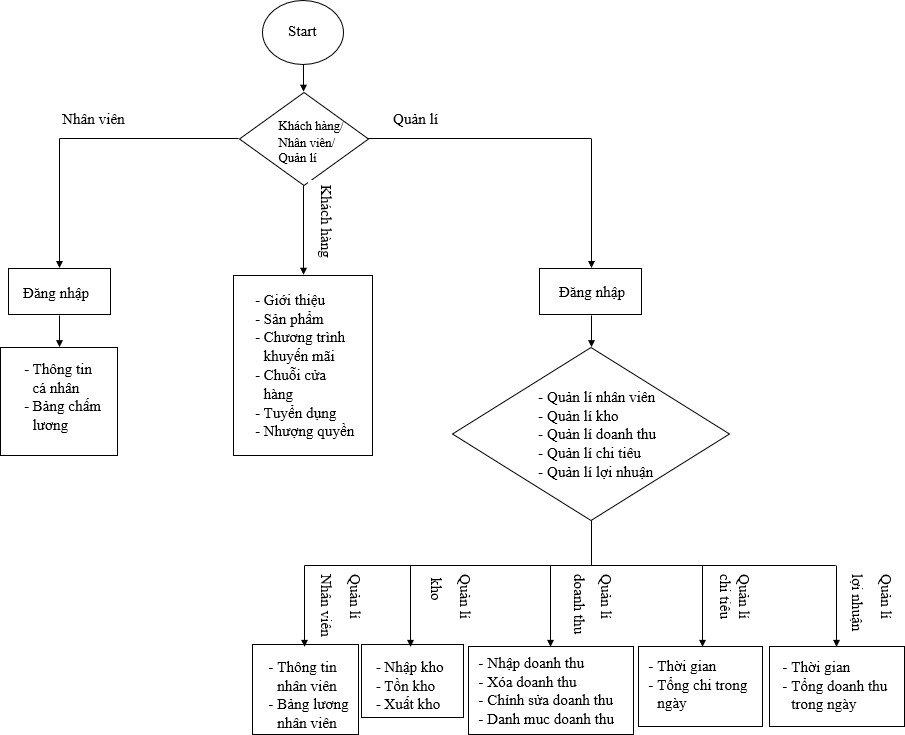 Start
Nhân viên
Khách hàng/
Nhân viên/
Quản lí
Quản lí
Khách hàng
Đăng nhập
- Thông tin
cá nhân
- Bảng chấm
lương
- Giới thiệu
- Sản phẩm
- Chương trình
khuyến mãi
- Chuỗi cửa
hàng
- Tuyển dụng
- Nhượng quyền
Đăng nhập
- Quản lí nhân viên
- Quản lí kho
- Quản lí doanh thu
- Quản lí chi tiêu
- Quản lí lợi nhuận
Quản lí
Nhân viên
Quản lí
kho
Quản lí
doanh thu
Quản lí
chi tiêu
Quản lí
lợi nhuận
- Thông tin
nhân viên
- Bảng lương
nhân viên
- Nhập kho
- Tồn kho
- Xuất kho
- Nhập doanh thu
- Xóa doanh thu
- Chỉnh sửa doanh thu
- Danh mục doanh thu
- Thời gian
- Tổng chi trong
ngày
- Thời gian
- Tổng doanh thu
trong ngày